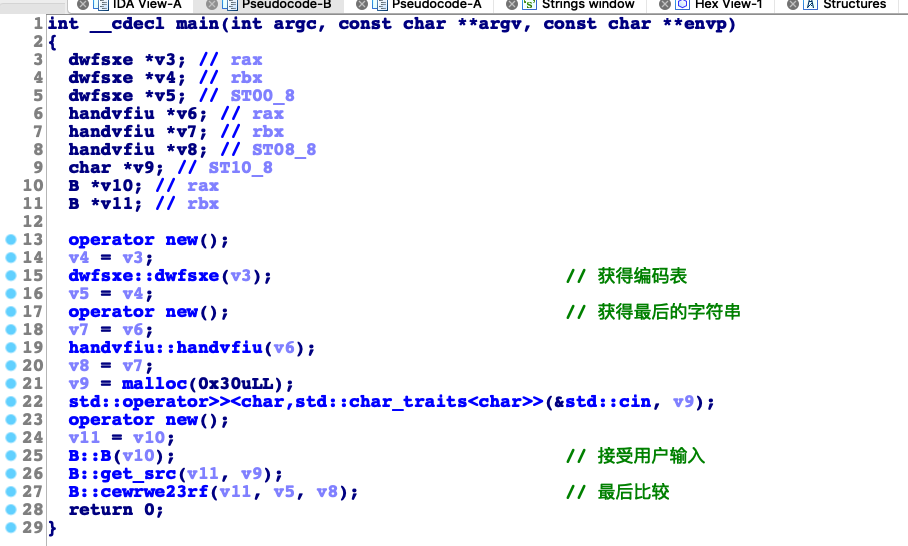 IDA View-A Pseudocode-B Pseudocode-A Strings window Hex View-1 Structures
1 int __cdecl main(int argc, const char **argv, const char **envp)
2 {
3 dwfsxe *v3; // rax
4 dwfsxe *v4; // rbx
5 dwfsxe *v5; // ST00_8
6 handvfiu *v6; // rax
7 handvfiu *v7; // rbx
8 handvfiu *v8; // ST08_8
9 char *v9; // ST10_8
10 B *v10; // rax
11 B *v11; // rbx
12
13 operator new();
14 v4 = v3;
15 dwfsxe::dwfsxe(v3); // 获得编码表
16 v5 = v4;
17 operator new(); // 获得最后的字符串
18 v7 = v6;
19 handvfiu::handvfiu(v6);
20 v8 = v7;
21 v9 = malloc(0x30uLL);
22 std::operator>><char,std::char_traits<char>>(&std::cin, v9);
23 operator new();
24 v11 = v10;
25 B::B(v10); // 接受用户输入
26 B::get_src(v11, v9);
27 B::cewrwe23rf(v11, v5, v8); // 最后比较
28 return 0;
29 }